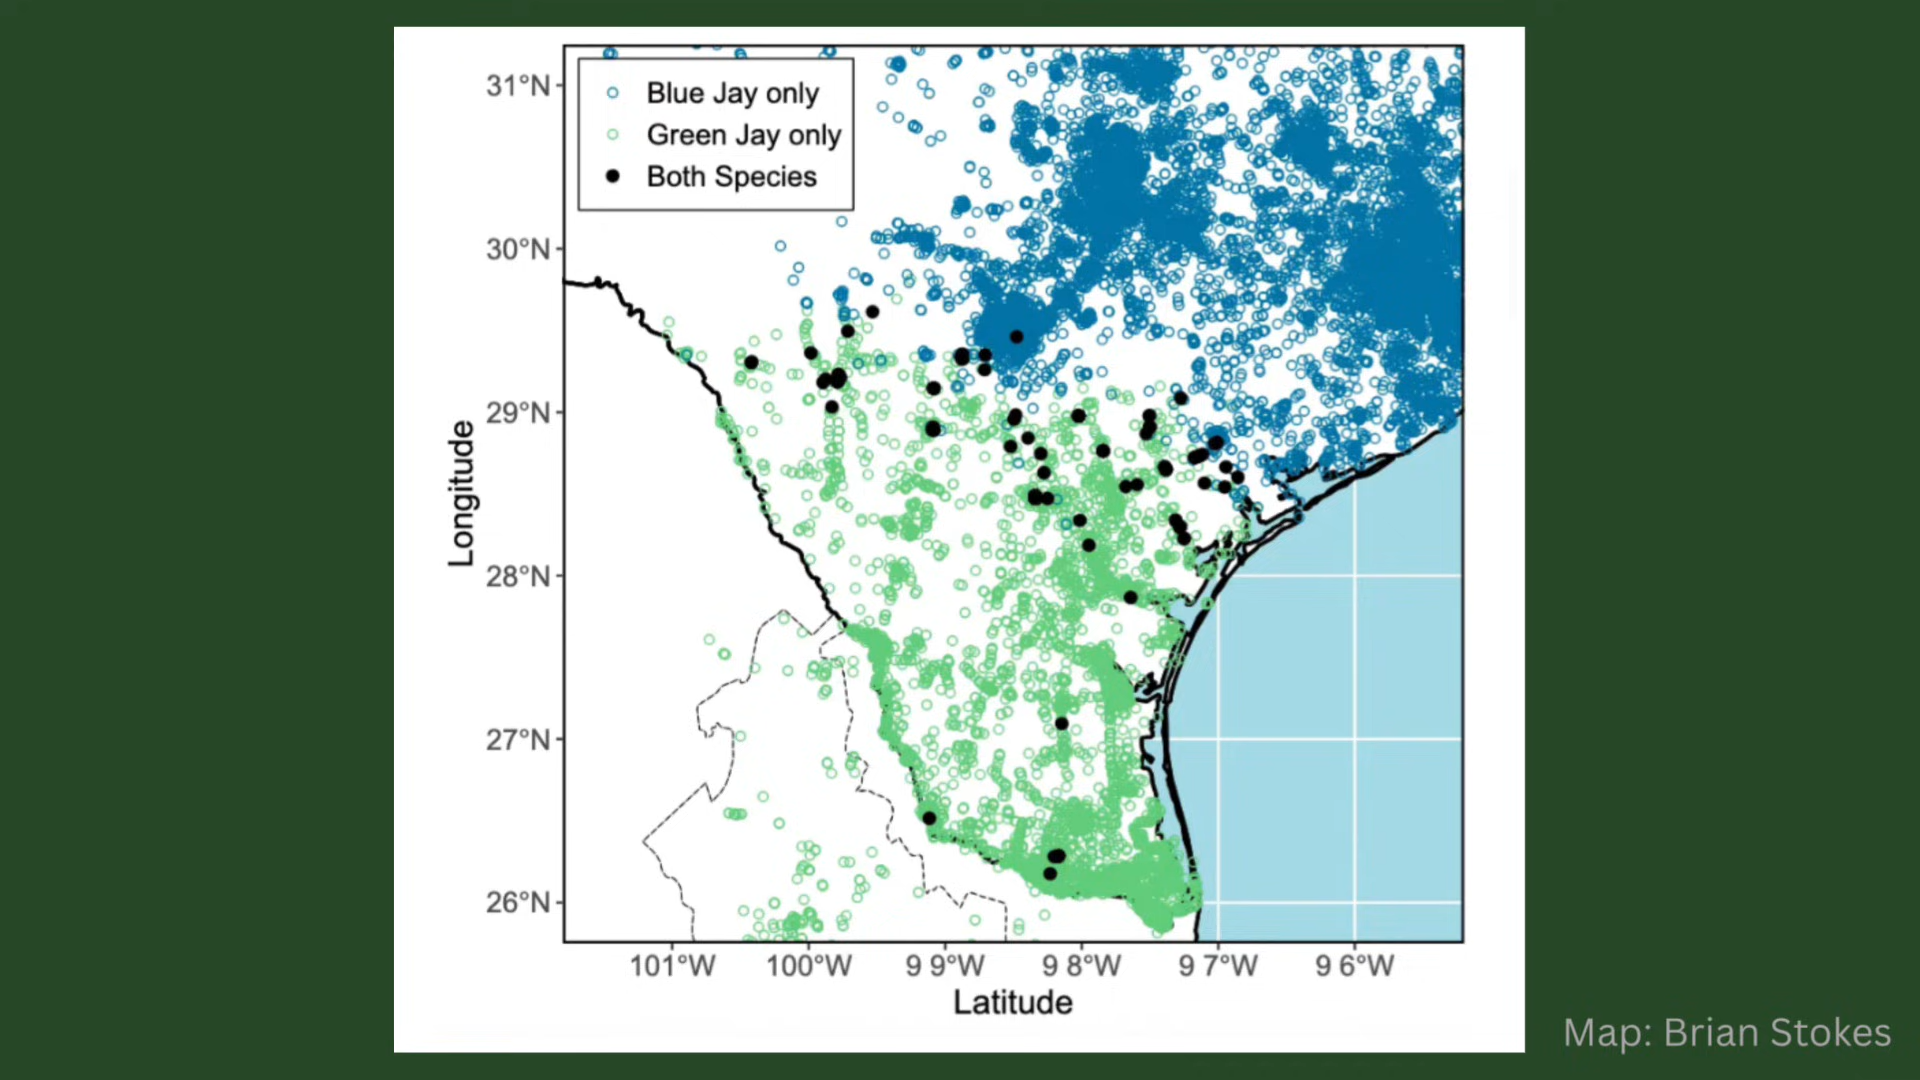 Blue Jay only
Green Jay only
Both Species
31°N
30°N
29°N
28°N
27°N
26°N
Longitude
101°W 100°W 9 9°W 9 8°W 9 7°W 9 6°W
Latitude
Map: Brian Stokes